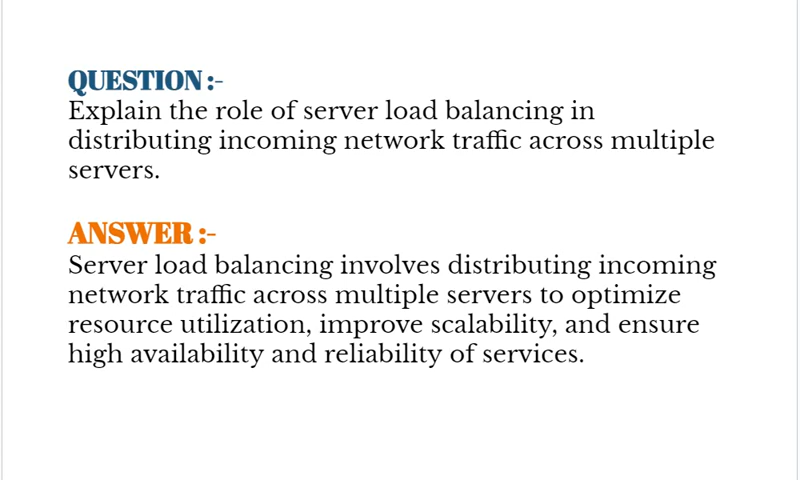 QUESTION :-
Explain the role of server load balancing in
distributing incoming network traffic across multiple
servers.
ANSWER :-
Server load balancing involves distributing incoming
network traffic across multiple servers to optimize
resource utilization, improve scalability, and ensure
high availability and reliability of services.